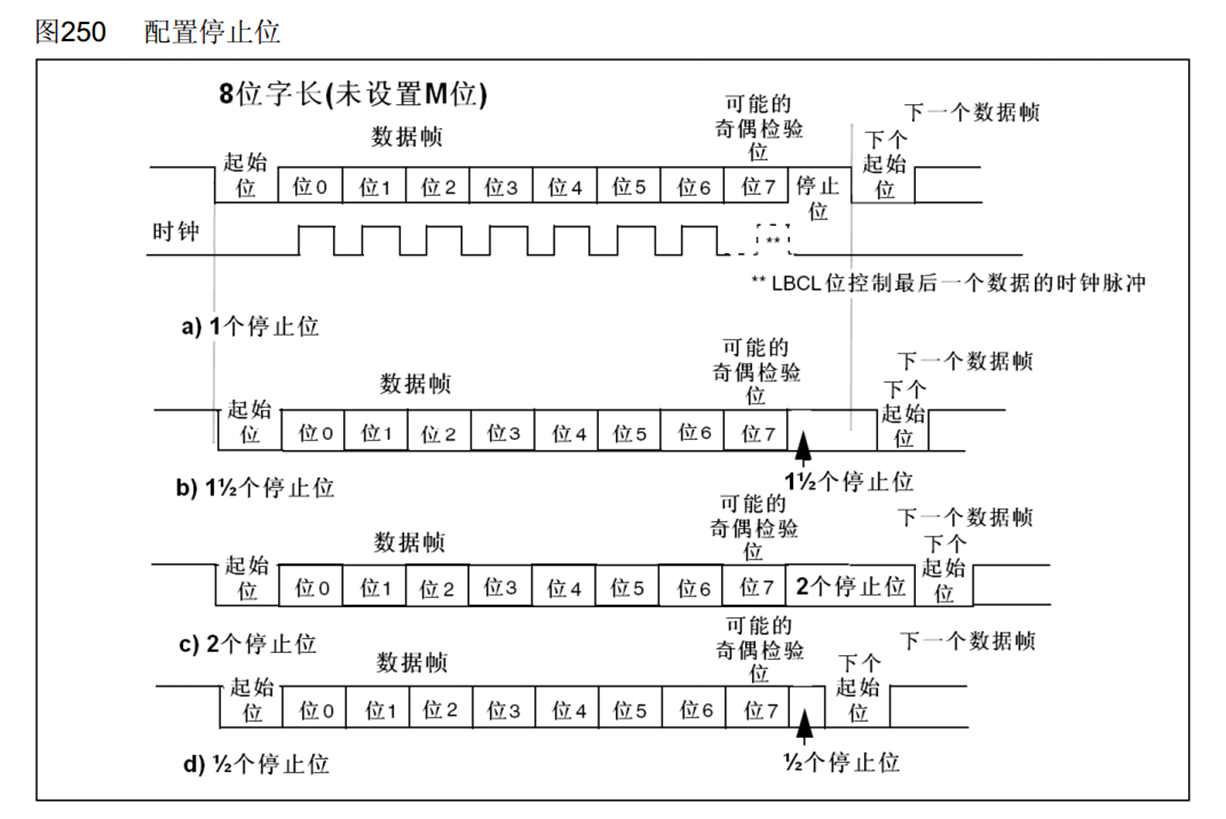 图250 配置停止位
8位字长(未设置M位)
数据帧
可能的
奇偶检验
位
下一个数据帧
起始
位
位0 位1 位2 位3 位4 位5 位6 位7
停止
位
下个
起始
位
时钟
**
** LBCL位控制最后一个数据的时钟脉冲
a) 1个停止位
数据帧
可能的
奇偶检验
位
下一个数据帧
起始
位
位0 位1 位2 位3 位4 位5 位6 位7
下个
起始
位
1½个停止位
b) 1½个停止位
数据帧
可能的
奇偶检验
位
下一个数据帧
起始
位
位0 位1 位2 位3 位4 位5 位6 位7
2个停止位
下个
起始
位
c) 2个停止位
数据帧
可能的
奇偶检验
位
下一个数据帧
起始
位
位0 位1 位2 位3 位4 位5 位6 位7
下个
起始
位
½个停止位
d) ½个停止位